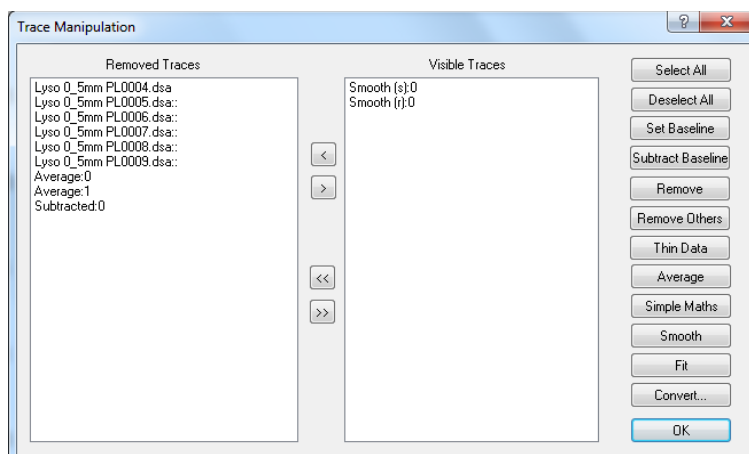 Trace Manipulation
?
X
Removed Traces
Lyso 0_5mm PL0004.dsa
Lyso 0_5mm PL0005.dsa::
Lyso 0_5mm PL0006.dsa::
Lyso 0_5mm PL0007.dsa::
Lyso 0_5mm PL0008.dsa::
Lyso 0_5mm PL0009.dsa::
Average:0
Average:1
Subtracted:0
<
>
<<
>>
Visible Traces
Smooth (s):0
Smooth (r):0
Select All
Deselect All
Set Baseline
Subtract Baseline
Remove
Remove Others
Thin Data
Average
Simple Maths
Smooth
Fit
Convert...
OK